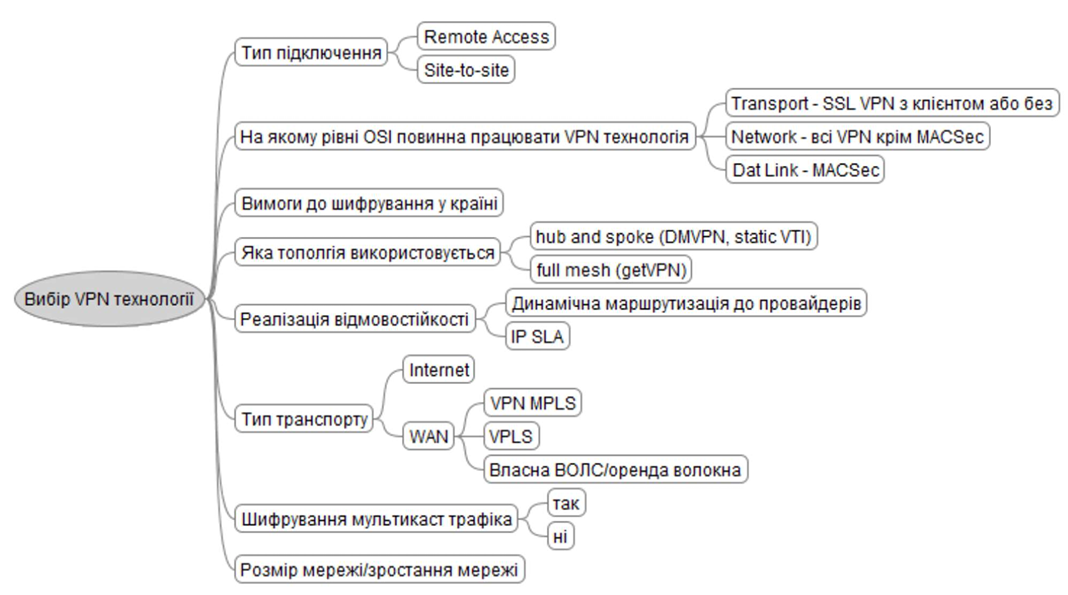 Вибір VPN технології
Тип підключення
Remote Access
Site-to-site
На якому рівні OSI повинна працювати VPN технологія
Transport - SSL VPN з клієнтом або без
Network - всі VPN крім MACSec
Dat Link - MACSec
Вимоги до шифрування у країні
Яка тополгія використовується
hub and spoke (DMVPN, static VTI)
full mesh (getVPN)
Реалізація відмовостійкості
Динамічна маршрутизація до провайдерів
IP SLA
Тип транспорту
Internet
WAN
VPN MPLS
VPLS
Власна ВОЛС/оренда волокна
Шифрування мультикаст трафіка
так
ні
Розмір мережі/зростання мережі